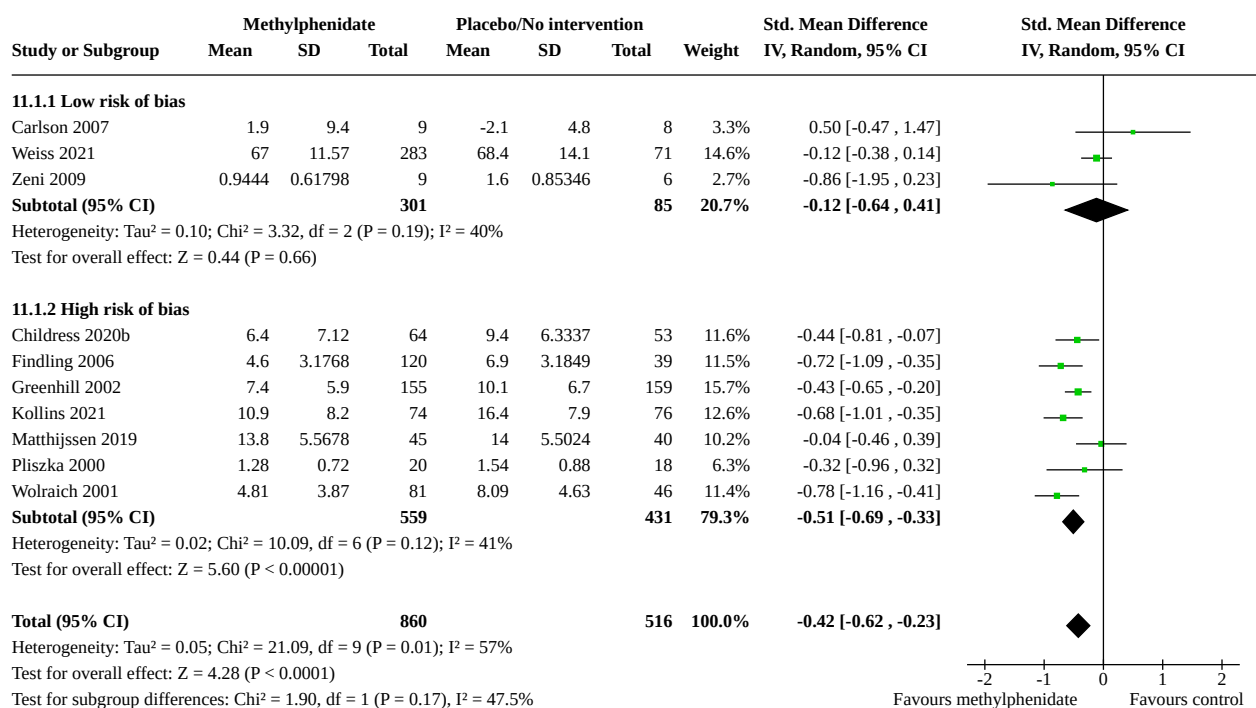 Methylphenidate Placebo/No intervention Std. Mean Difference Std. Mean Difference
Study or Subgroup Mean SD Total Mean SD Total Weight IV, Random, 95% CI IV, Random, 95% CI
11.1.1 Low risk of bias
Carlson 2007 1.9 9.4 9 -2.1 4.8 8 3.3% 0.50 [-0.47 , 1.47]
Weiss 2021 67 11.57 283 68.4 14.1 71 14.6% -0.12 [-0.38 , 0.14]
Zeni 2009 0.9444 0.61798 9 1.6 0.85346 6 2.7% -0.86 [-1.95 , 0.23]
Subtotal (95% CI) 301 85 20.7% -0.12 [-0.64 , 0.41]
Heterogeneity: Tau² = 0.10; Chi² = 3.32, df = 2 (P = 0.19); I² = 40%
Test for overall effect: Z = 0.44 (P = 0.66)
11.1.2 High risk of bias
Childress 2020b 6.4 7.12 64 9.4 6.3337 53 11.6% -0.44 [-0.81 , -0.07]
Findling 2006 4.6 3.1768 120 6.9 3.1849 39 11.5% -0.72 [-1.09 , -0.35]
Greenhill 2002 7.4 5.9 155 10.1 6.7 159 15.7% -0.43 [-0.65 , -0.20]
Kollins 2021 10.9 8.2 74 16.4 7.9 76 12.6% -0.68 [-1.01 , -0.35]
Matthijssen 2019 13.8 5.5678 45 14 5.5024 40 10.2% -0.04 [-0.46 , 0.39]
Pliszka 2000 1.28 0.72 20 1.54 0.88 18 6.3% -0.32 [-0.96 , 0.32]
Wolraich 2001 4.81 3.87 81 8.09 4.63 46 11.4% -0.78 [-1.16 , -0.41]
Subtotal (95% CI) 559 431 79.3% -0.51 [-0.69 , -0.33]
Heterogeneity: Tau² = 0.02; Chi² = 10.09, df = 6 (P = 0.12); I² = 41%
Test for overall effect: Z = 5.60 (P < 0.00001)
Total (95% CI) 860 516 100.0% -0.42 [-0.62 , -0.23]
Heterogeneity: Tau² = 0.05; Chi² = 21.09, df = 9 (P = 0.01); I² = 57%
Test for overall effect: Z = 4.28 (P < 0.0001)
Test for subgroup differences: Chi² = 1.90, df = 1 (P = 0.17), I² = 47.5%
-2 -1 0 1 2
Favours methylphenidate Favours control